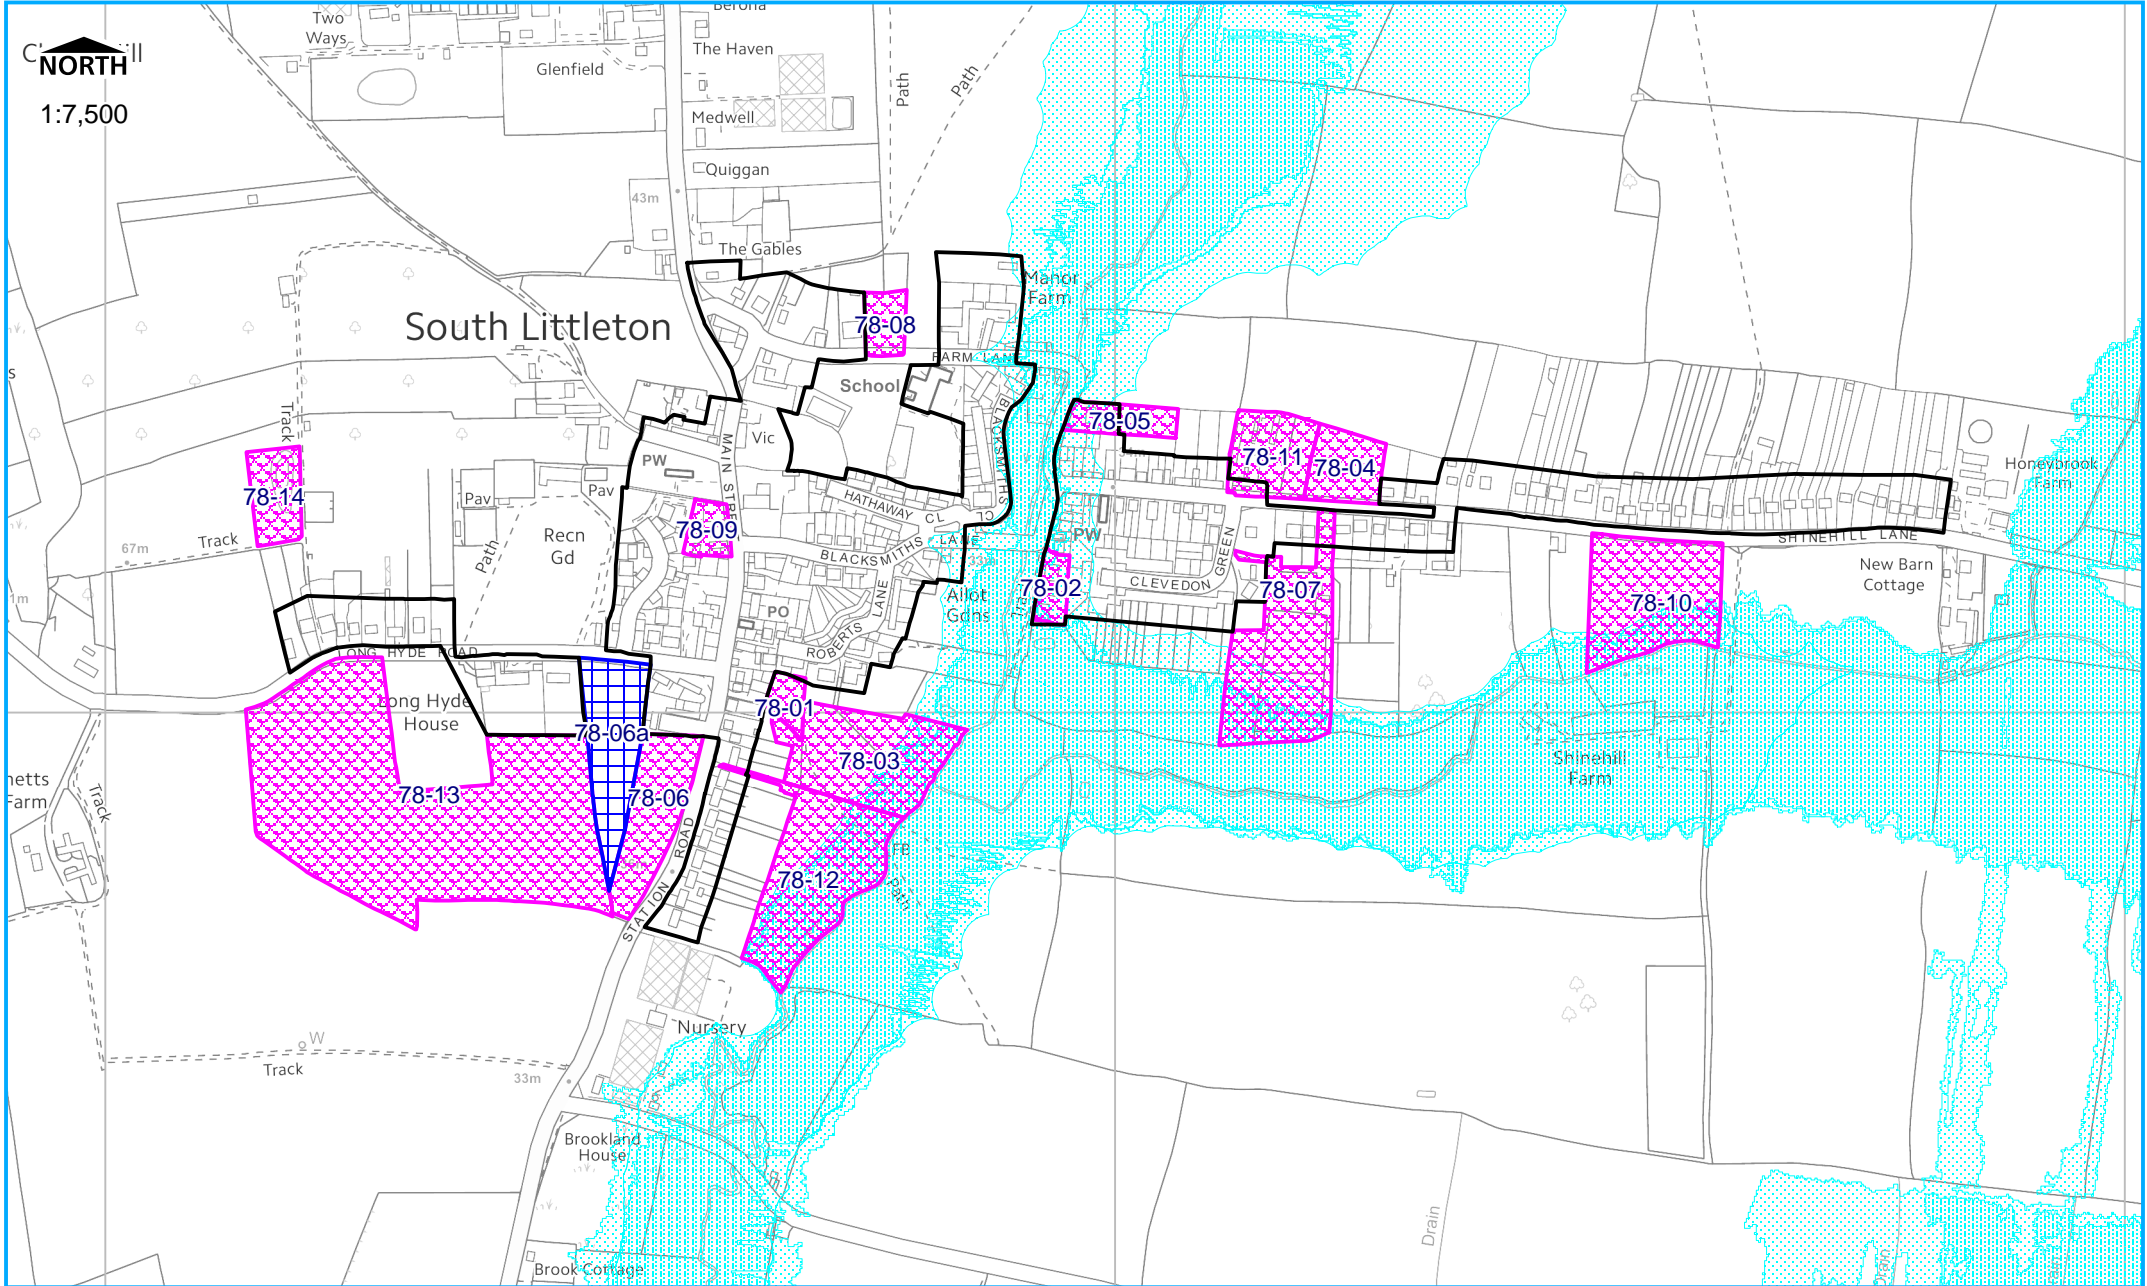 Two
Ways
Berona
NORTH
1:7,500
Glenfield
The Haven
Path
Path
Medwell
Quiggan
43m
The Gables
Manor
Farm
South Littleton
78-08
FARM LANE
School
Track
MAIN STREET
Vic
BLACKSMITHS
78-05
PW
78-11
78-04
Honeybrook
Farm
78-14
Pav
Pav
HATHAWAY CL
CL
78-09
PW
Track
67m
Path
Recn
Gd
BLACKSMITHS LANE
SHINEHILL LANE
New Barn
Cottage
GREEN
CLEVEDON
78-02
78-07
78-10
Allot
Gdns
PO
ROBERTS LANE
LONG HYDE ROAD
Long Hyde
House
78-01
78-06a
78-03
Shinehill
Farm
Farm
Track
78-13
78-06
STATION ROAD
FB
78-12
Path
Nursery
W
Track
33m
Brookland
House
Drain
Drain
Brook Cottage